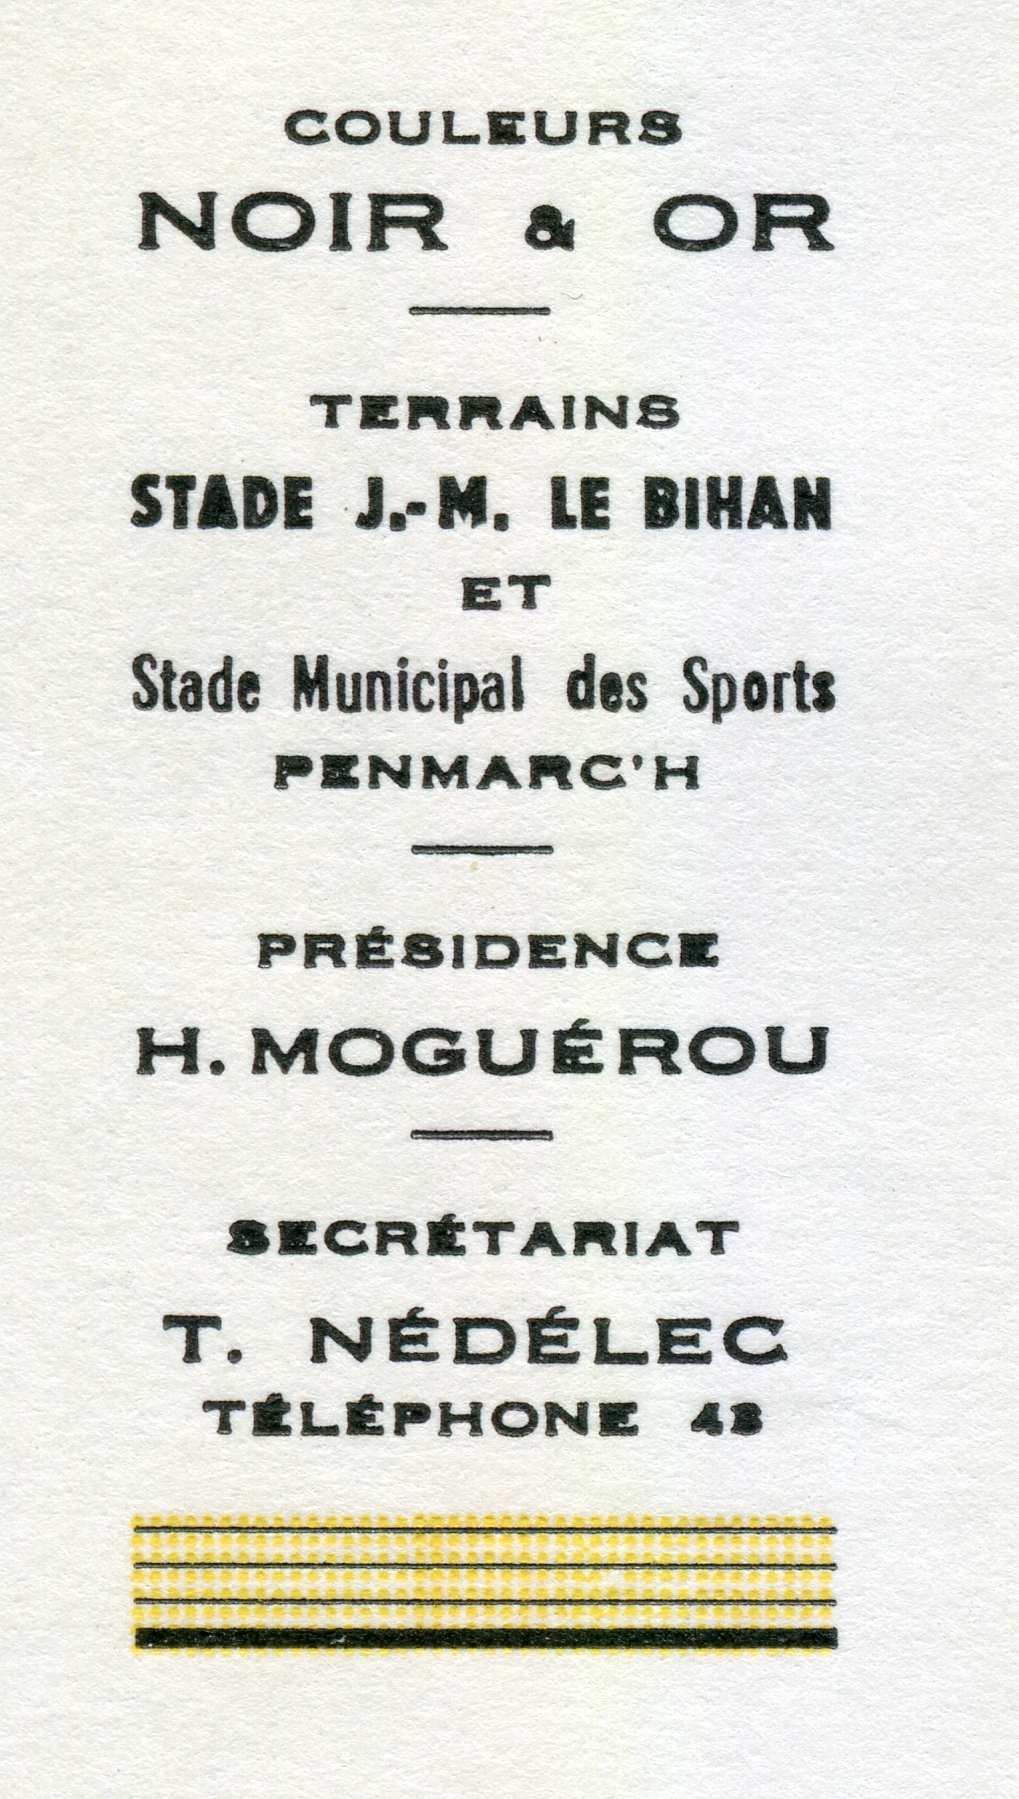 COULEURS
NOIR & OR
TERRAINS
STADE J.-M. LE BIHAN
ET
Stade Municipal des Sports
PENMARC'H
PRÉSIDENCE
H. MOGUÉROU
SECRÉTARIAT
T. NÉDÉLEC
TÉLÉPHONE 43